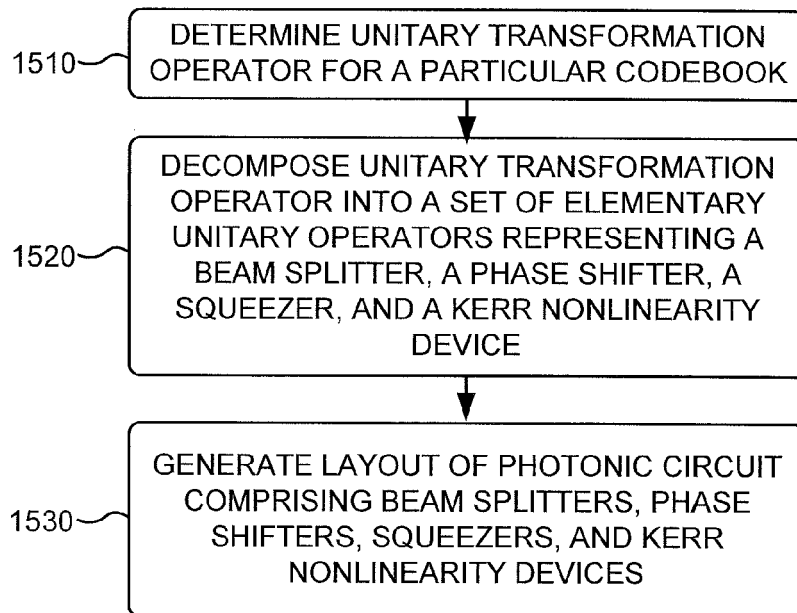 1510
DETERMINE UNITARY TRANSFORMATION
OPERATOR FOR A PARTICULAR CODEBOOK
1520
DECOMPOSE UNITARY TRANSFORMATION
OPERATOR INTO A SET OF ELEMENTARY
UNITARY OPERATORS REPRESENTING A
BEAM SPLITTER, A PHASE SHIFTER, A
SQUEEZER, AND A KERR NONLINEARITY
DEVICE
1530
GENERATE LAYOUT OF PHOTONIC CIRCUIT
COMPRISING BEAM SPLITTERS, PHASE
SHIFTERS, SQUEEZERS, AND KERR
NONLINEARITY DEVICES